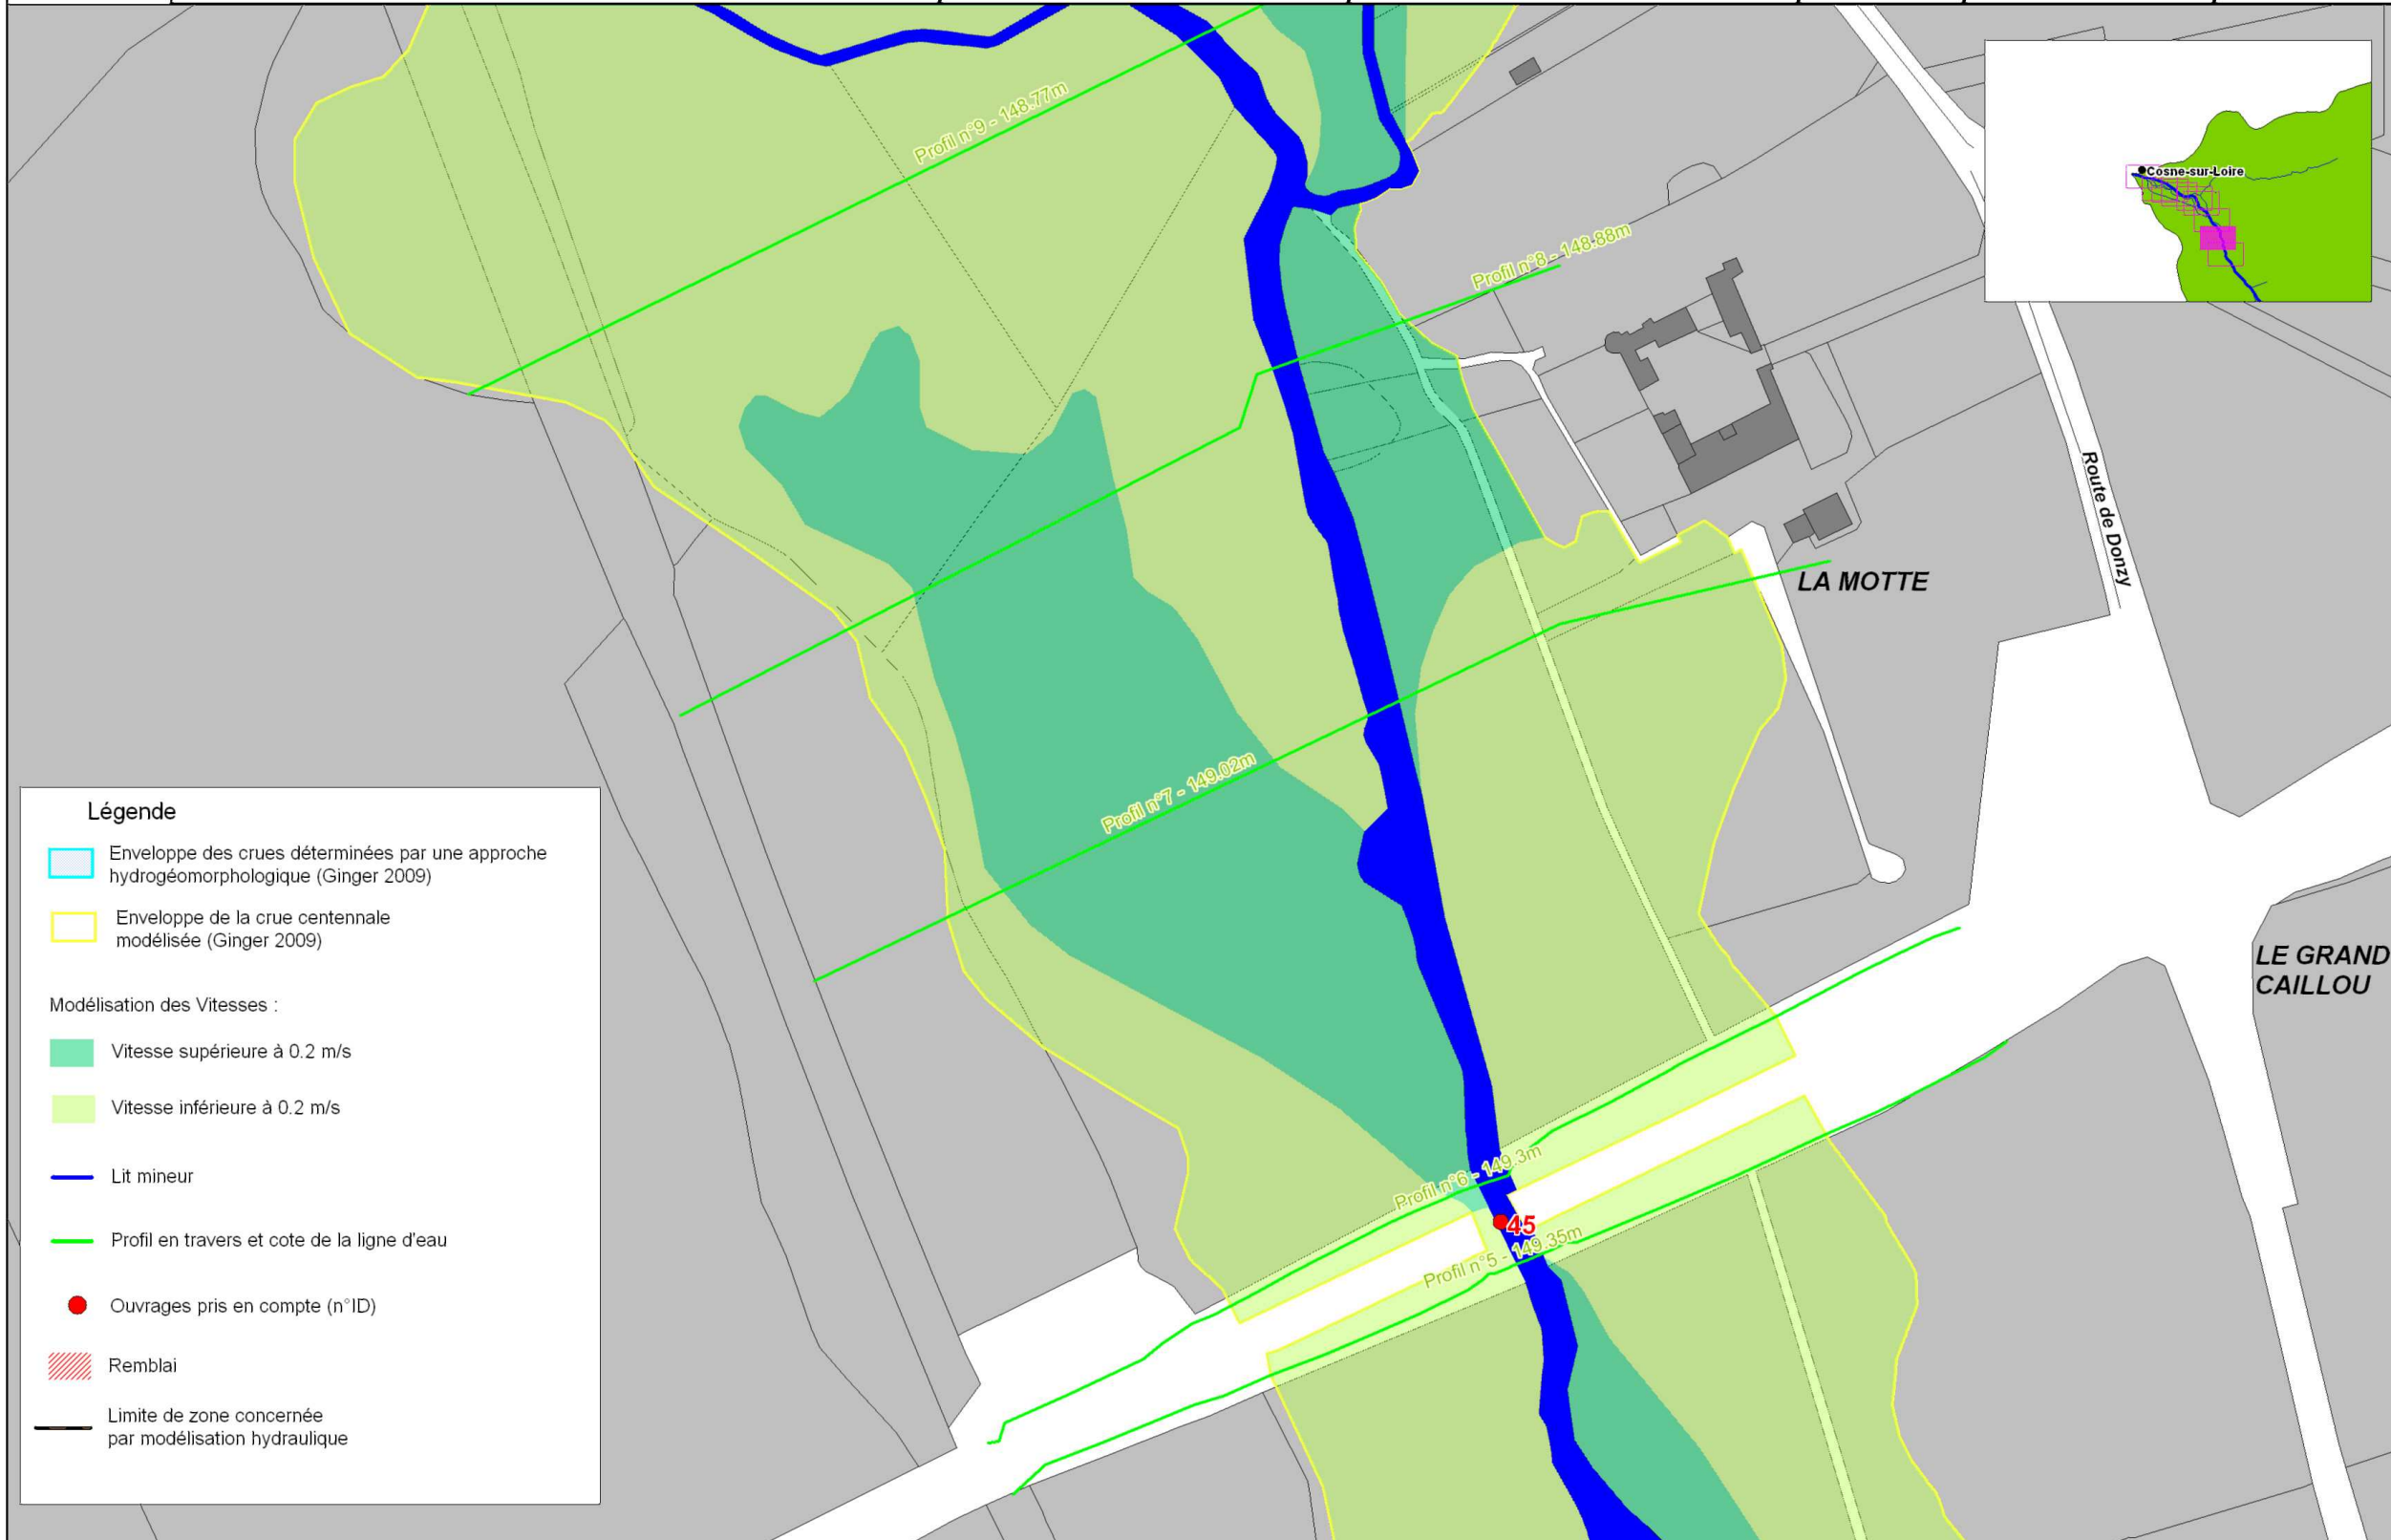 Profil n°9 - 148.77m
Cosne-sur-Loire
Profil n°8 - 148.88m
Route de Donzy
LA MOTTE
Profil n°7 - 149.02m
LE GRAND
CAILLOU
Profil n°6 - 149.3m
45
Profil n°5 - 149.35m
Légende
Enveloppe des crues déterminées par une approche
hydrogéomorphologique (Ginger 2009)
Enveloppe de la crue centennale
modélisée (Ginger 2009)
Modélisation des Vitesses :
Vitesse supérieure à 0.2 m/s
Vitesse inférieure à 0.2 m/s
Lit mineur
Profil en travers et cote de la ligne d'eau
Ouvrages pris en compte (n°ID)
Remblai
Limite de zone concernée
par modélisation hydraulique